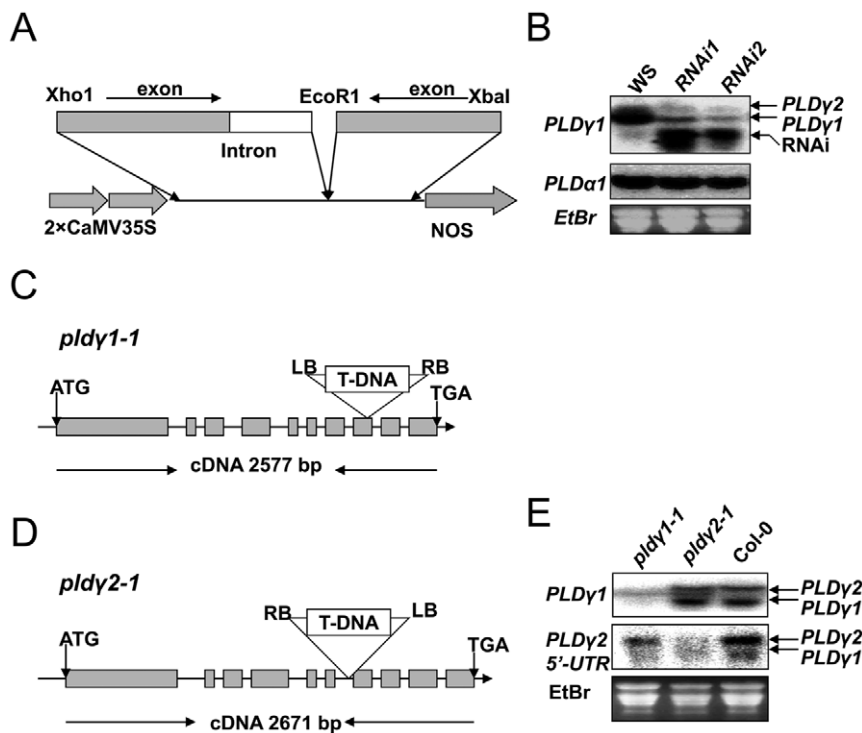 A
Xho1
exon
EcoR1
exon
XbaI
Intron
2×CaMV35S
NOS
B
WS
RNAi1
RNAi2
PLDγ1
PLDγ2
PLDγ1
RNAi
PLDα1
EtBr
C
pldγ1-1
ATG
LB
T-DNA
RB
TGA
cDNA 2577 bp
D
pldγ2-1
ATG
RB
T-DNA
LB
TGA
cDNA 2671 bp
E
pldγ1-1
pldγ2-1
Col-0
PLDγ1
PLDγ2
PLDγ1
PLDγ2
5'-UTR
PLDγ2
PLDγ1
EtBr